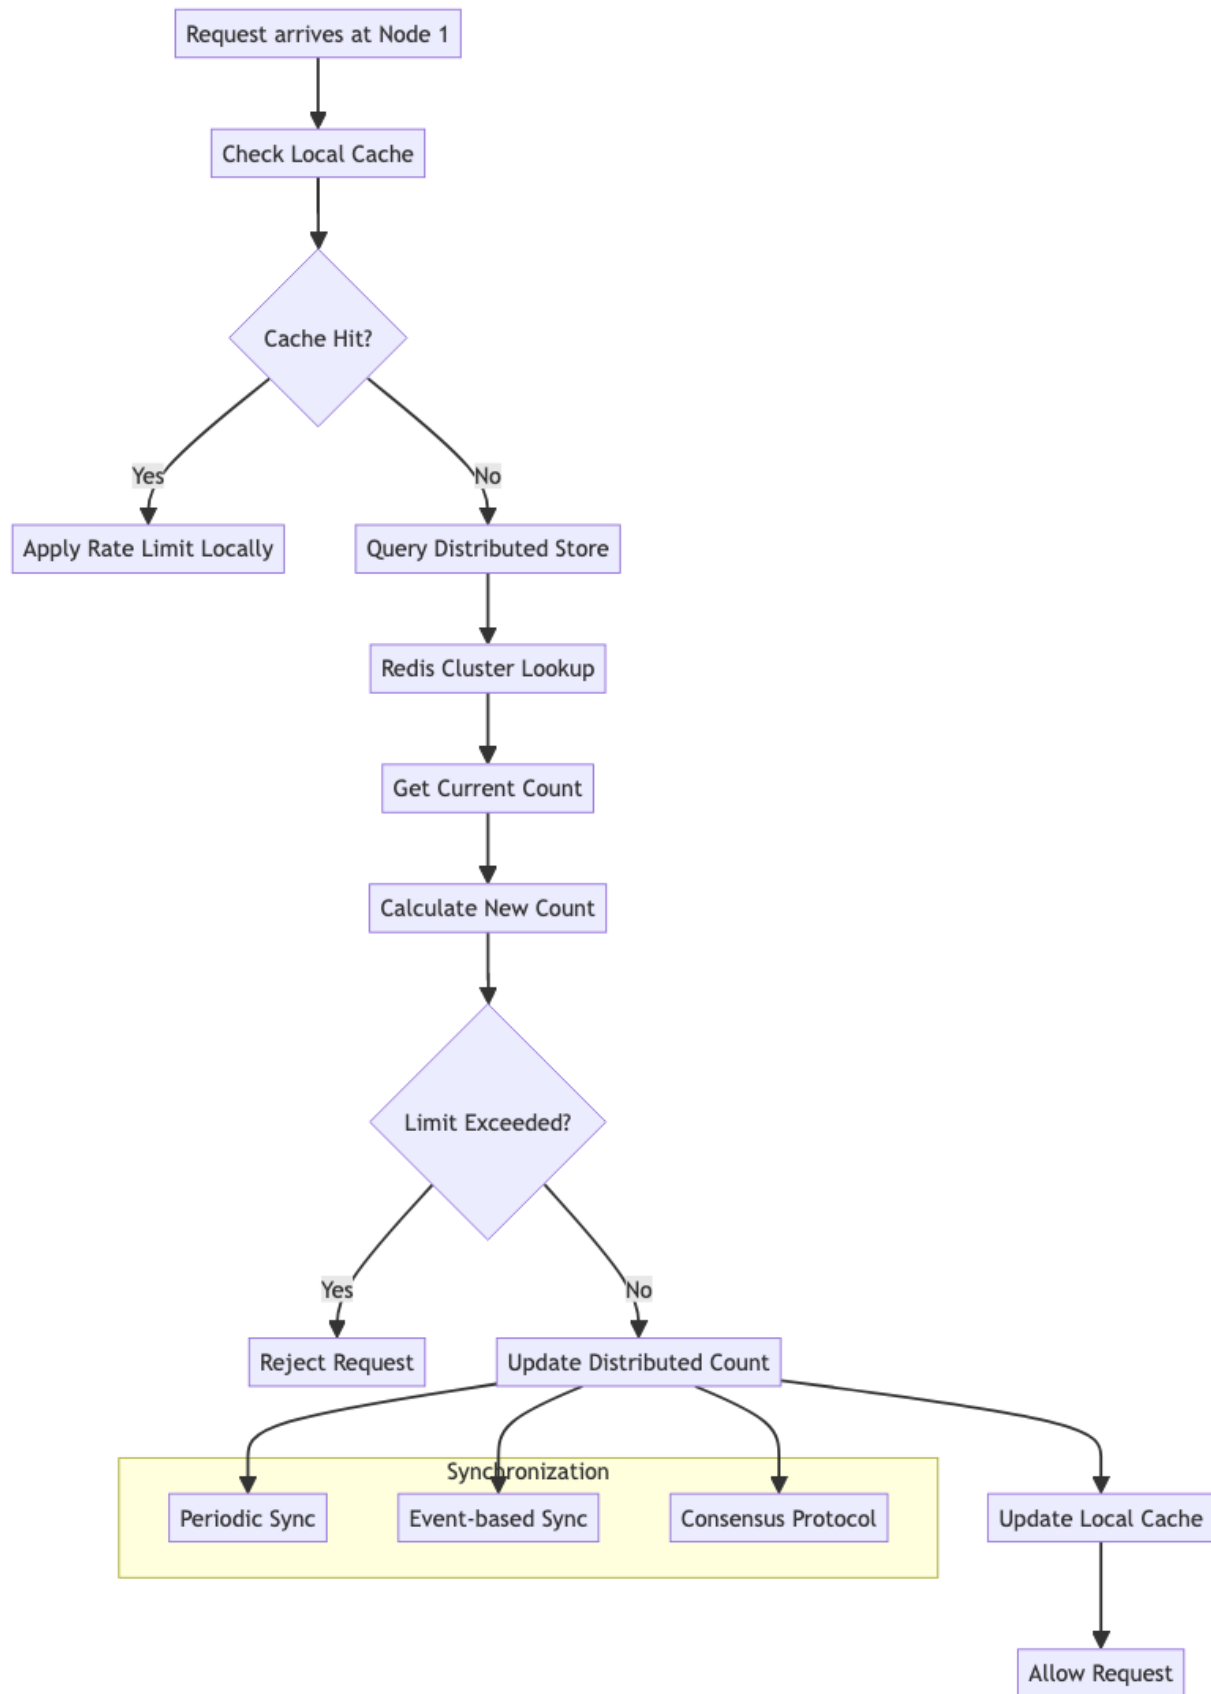 Request arrives at Node 1
Check Local Cache
Cache Hit?
Yes
No
Apply Rate Limit Locally
Query Distributed Store
Redis Cluster Lookup
Get Current Count
Calculate New Count
Limit Exceeded?
Yes
No
Reject Request
Update Distributed Count
Synchronization
Periodic Sync
Event-based Sync
Consensus Protocol
Update Local Cache
Allow Request